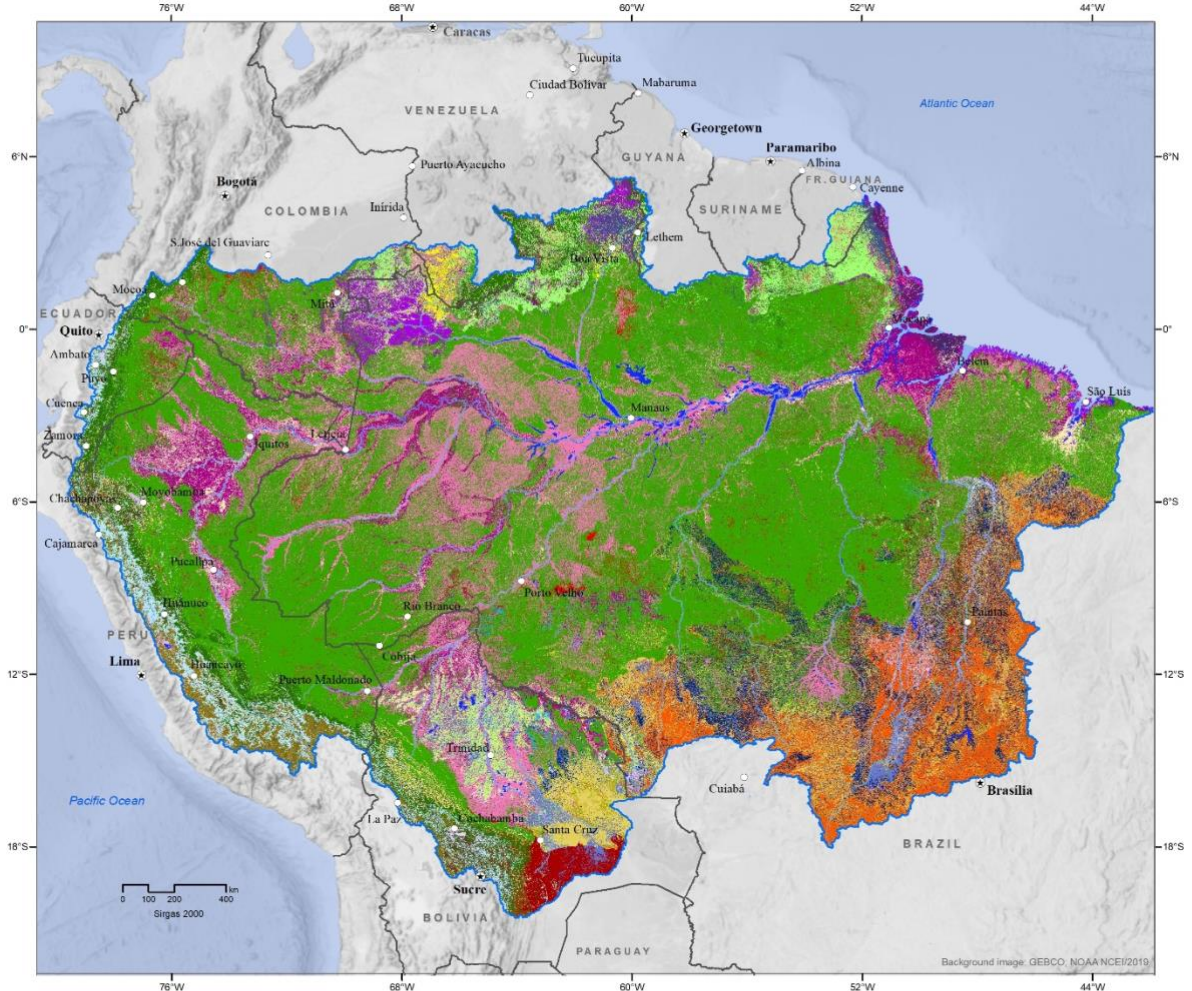 76°W 68°W 60°W 52°W 44°W
Caracas
Tucupita
Ciudad Bolívar
Mabaruma
VENEZUELA
Atlantic Ocean
Georgetown
6°N
Puerto Ayacucho
GUYANA
Paramaribo
6°N
Albina
FR. GUIANA
Bogotá
Cayenne
COLOMBIA
Inírida
SURINAME
S.José del Guaviare
Lethem
Boa Vista
Mocoa
Mitú
ECUADOR
0°
Quito
0°
Ambato
Puyo
Belém
Cuenca
São Luís
Manaus
Zamora
Iquitos
Leticia
8°S
Chachapoyas
Moyobamba
8°S
Cajamarca
Pucallpa
Porto Velho
Huánuco
Rio Branco
Palmas
PERU
Cobija
Lima
Huancayo
12°S
Puerto Maldonado
12°S
Trinidad
Pacific Ocean
Cuiabá
Brasília
La Paz
Cochabamba
Santa Cruz
18°S
BRAZIL
18°S
Sucre
0 100 200 400 km
Sirgas 2000
BOLIVIA
PARAGUAY
Background image: GEBCO, NOAA NCEI/2019
76°W 68°W 60°W 52°W 44°W